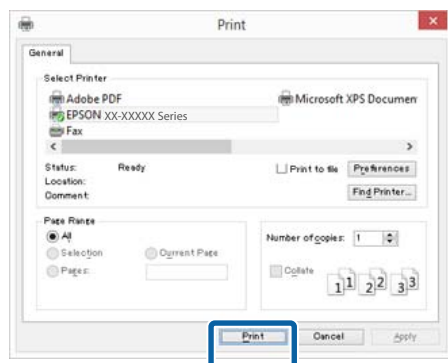 Print
General
Select Printer
Adobe PDF
Microsoft XPS Documen
EPSON XX-XXXXX Series
Fax
Status: Ready
Print to file
Preferences
Location:
Comment:
Find Printer...
Page Range
All
Selection
Current Page
Pages:
Number of copies: 1
Collate
1 1 2 2 3 3
Print
Cancel
Apply